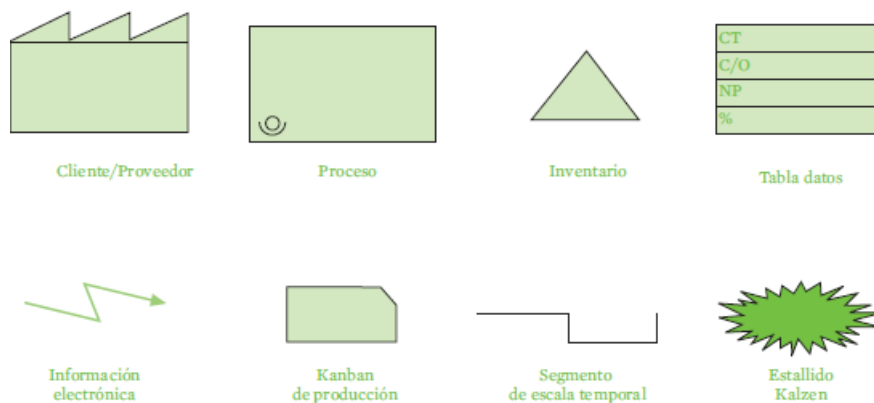 CT
C/O
NP
%
Cliente/Proveedor
Proceso
Inventario
Tabla datos
Información
electrónica
Kanban
de producción
Segmento
de escala temporal
Estallido
Kalzen